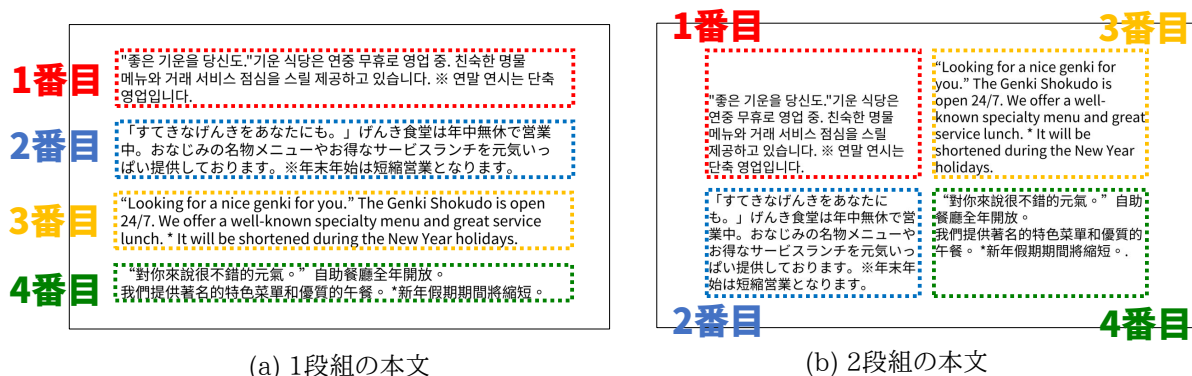 1番目
"좋은 기운을 당신도."기운 식당은 연중 무휴로 영업 중. 친숙한 명물
메뉴와 거래 서비스 점심을 스릴 제공하고 있습니다. ※ 연말 연시는 단축
영업입니다.
2番目
「すてきなげんきをあなたにも。」げんき食堂は年中無休で営業
中。おなじみの名物メニューやお得なサービスランチを元気いっ
ぱい提供しております。※年末年始は短縮営業となります。
3番目
“Looking for a nice genki for you.” The Genki Shokudo is open
24/7. We offer a well-known specialty menu and great service
lunch. * It will be shortened during the New Year holidays.
4番目
“對你來說很不錯的元氣。”自助餐廳全年開放。
我們提供著名的特色菜單和優質的午餐。 *新年假期期間將縮短。
(a) 1段組の本文
1番目
"좋은 기운을 당신도."기운 식당은
연중 무휴로 영업 중. 친숙한 명물
메뉴와 거래 서비스 점심을 스릴
제공하고 있습니다. ※ 연말 연시는
단축 영업입니다.
2番目
「すてきなげんきをあなたに
も。」げんき食堂は年中無休で営
業中。おなじみの名物メニューや
お得なサービスランチを元気いっ
ぱい提供しております。※年末年
始は短縮営業となります。
3番目
“Looking for a nice genki for
you.” The Genki Shokudo is
open 24/7. We offer a well-
known specialty menu and great
service lunch. * It will be
shortened during the New Year
holidays.
4番目
“對你來說很不錯的元氣。”自助
餐廳全年開放。
我們提供著名的特色菜單和優質的
午餐。 *新年假期期間將縮短。.
(b) 2段組の本文